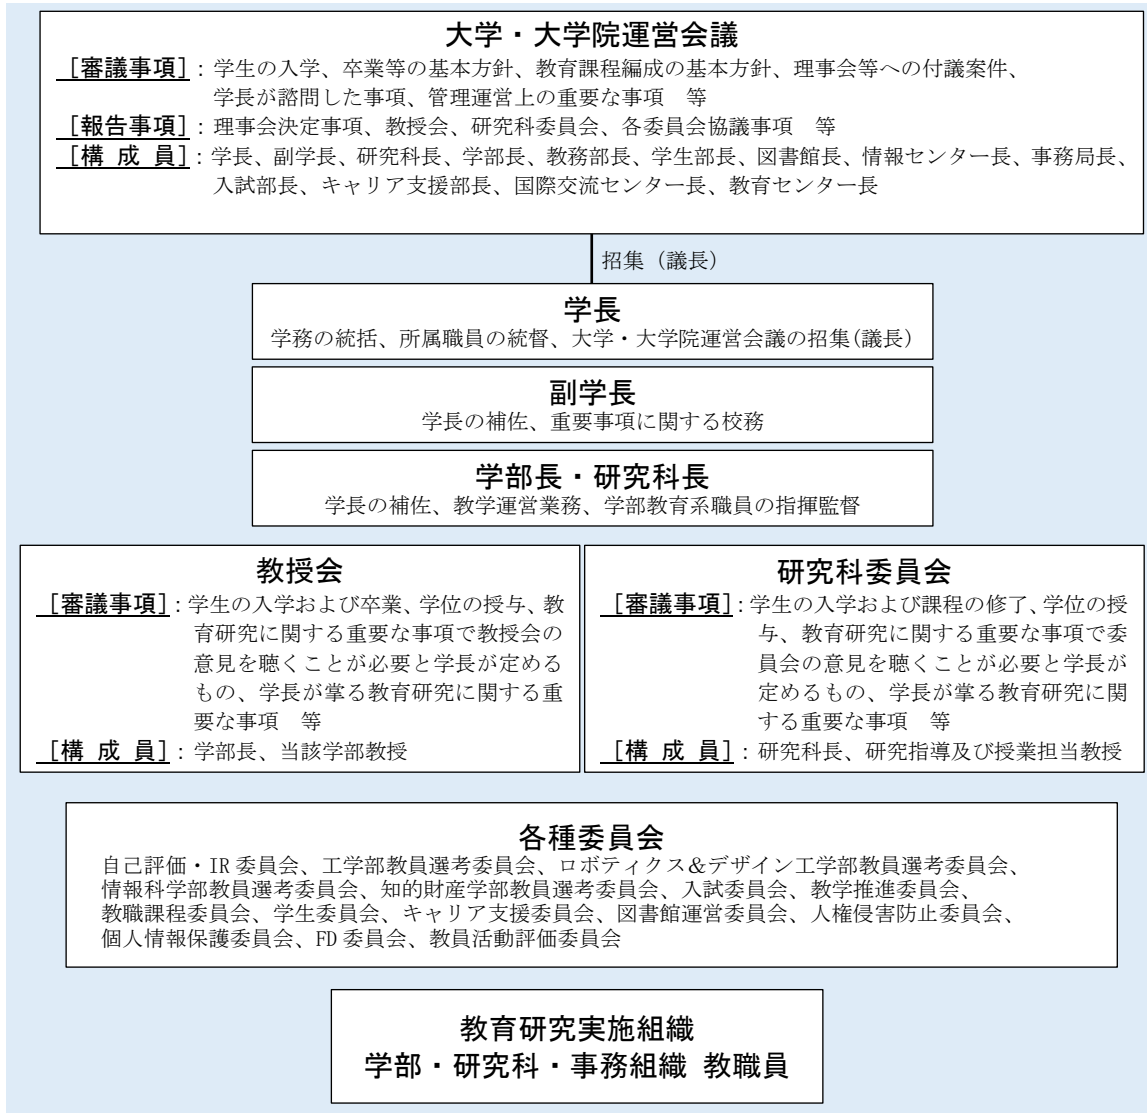 大学・大学院運営会議
［審議事項］：学生の入学、卒業等の基本方針、教育課程編成の基本方針、理事会等への付議案件、
学長が諮問した事項、管理運営上の重要な事項　等
［報告事項］：理事会決定事項、教授会、研究科委員会、各委員会協議事項　等
［構 成 員］：学長、副学長、研究科長、学部長、教務部長、学生部長、図書館長、情報センター長、事務局長、
入試部長、キャリア支援部長、国際交流センター長、教育センター長
招集（議長）
学長
学務の統括、所属職員の統督、大学・大学院運営会議の招集(議長)
副学長
学長の補佐、重要事項に関する校務
学部長・研究科長
学長の補佐、教学運営業務、学部教育系職員の指揮監督
教授会
［審議事項］：学生の入学および卒業、学位の授与、教
育研究に関する重要な事項で教授会の
意見を聴くことが必要と学長が定める
もの、学長が掌る教育研究に関する重
要な事項　等
［構 成 員］：学部長、当該学部教授
研究科委員会
［審議事項］：学生の入学および課程の修了、学位の授
与、教育研究に関する重要な事項で委
員会の意見を聴くことが必要と学長が
定めるもの、学長が掌る教育研究に関
する重要な事項　等
［構 成 員］：研究科長、研究指導及び授業担当教授
各種委員会
自己評価・IR 委員会、工学部教員選考委員会、ロボティクス＆デザイン工学部教員選考委員会、
情報科学部教員選考委員会、知的財産学部教員選考委員会、入試委員会、教学推進委員会、
教職課程委員会、学生委員会、キャリア支援委員会、図書館運営委員会、人権侵害防止委員会、
個人情報保護委員会、FD 委員会、教員活動評価委員会
教育研究実施組織
学部・研究科・事務組織 教職員